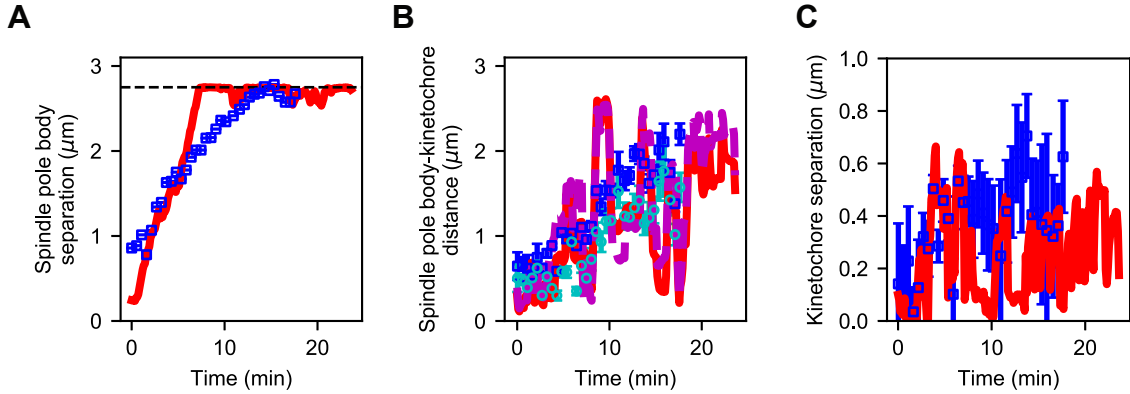 A
B
C
Spindle pole body
separation (μm)
3
2
1
0
0
10
20
Time (min)
Spindle pole body-kinetochore
distance (μm)
3
2
1
0
0
10
20
Time (min)
Kinetochore separation (μm)
1.0
0.8
0.6
0.4
0.2
0.0
0
10
20
Time (min)